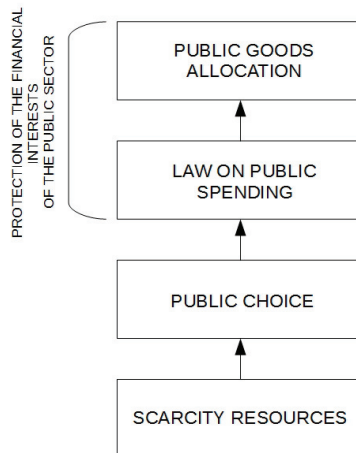 PROTECTION OF THE FINANCIAL
INTERESTS
OF THE PUBLIC SECTOR
PUBLIC GOODS
ALLOCATION
LAW ON PUBLIC
SPENDING
PUBLIC CHOICE
SCARCITY RESOURCES